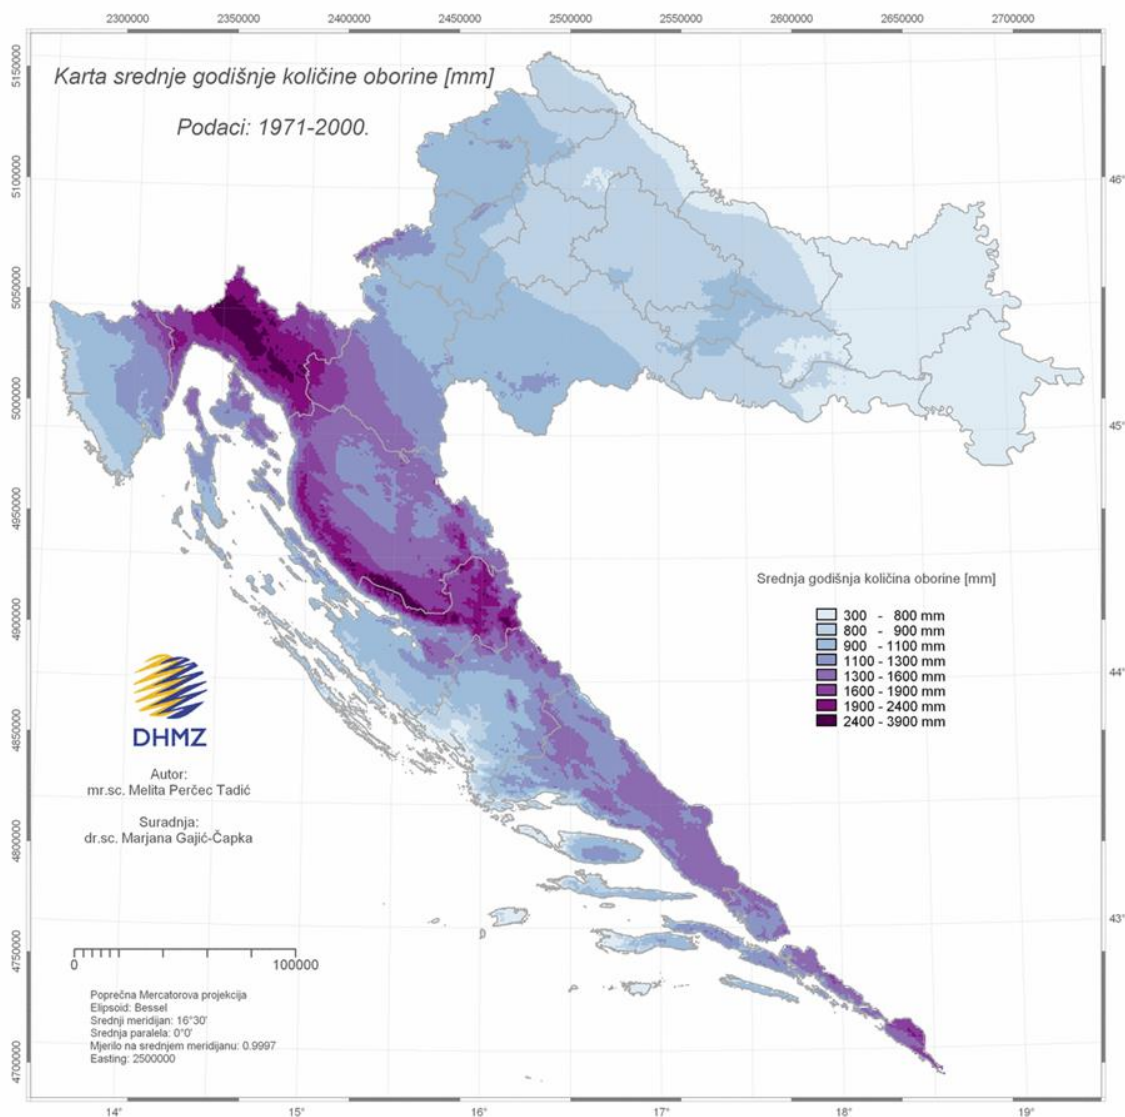 2300000 2350000 2400000 2450000 2500000 2550000 2600000 2650000 2700000
Karta srednje godišnje količine oborine [mm]
Podaci: 1971-2000.
5150000
5100000
5050000
5000000
4950000
4900000
4850000
4800000
4750000
4700000
46°
45°
44°
43°
Srednja godišnja količina oborine [mm]
300 - 800 mm
800 - 900 mm
900 - 1100 mm
1100 - 1300 mm
1300 - 1600 mm
1600 - 1900 mm
1900 - 2400 mm
2400 - 3900 mm
DHMZ
Autor:
mr.sc. Melita Perčec Tadić
Suradnja:
dr.sc. Marjana Gajić-Čapka
0 100000
Poprečna Mercatorova projekcija
Elipsoid: Bessel
Srednji meridijan: 16°30'
Srednja paralela: 0°0'
Mjerilo na srednjem meridijanu: 0.9997
Easting: 2500000
14° 15° 16° 17° 18° 19°